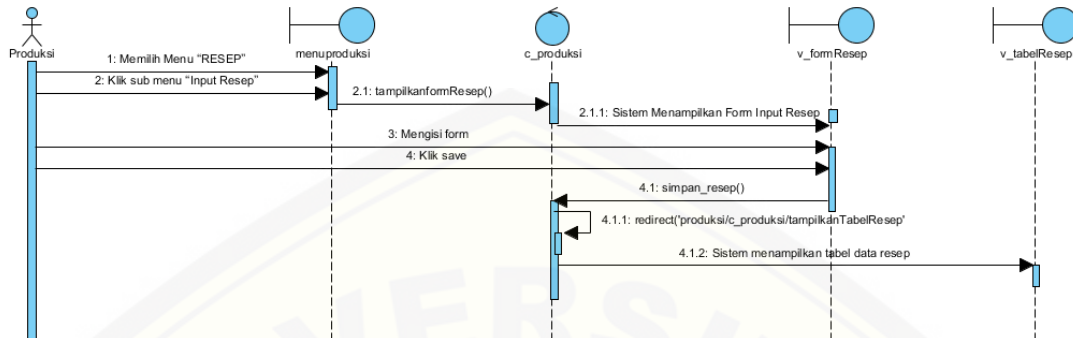 Produksi
menuproduksi
c_produksi
v_formResep
v_tabelResep
1: Memilih Menu “RESEP”
2: Klik sub menu “Input Resep”
2.1: tampilkanformResep()
2.1.1: Sistem Menampilkan Form Input Resep
3: Mengisi form
4: Klik save
4.1: simpan_resep()
4.1.1: redirect('produksi/c_produksi/tampilkanTabelResep'
4.1.2: Sistem menampilkan tabel data resep